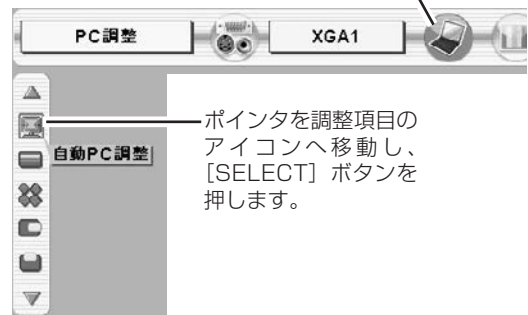 PC調整 XGA1
自動PC調整
ポインタを調整項目の
アイコンへ移動し、
［SELECT］ボタンを
押します。